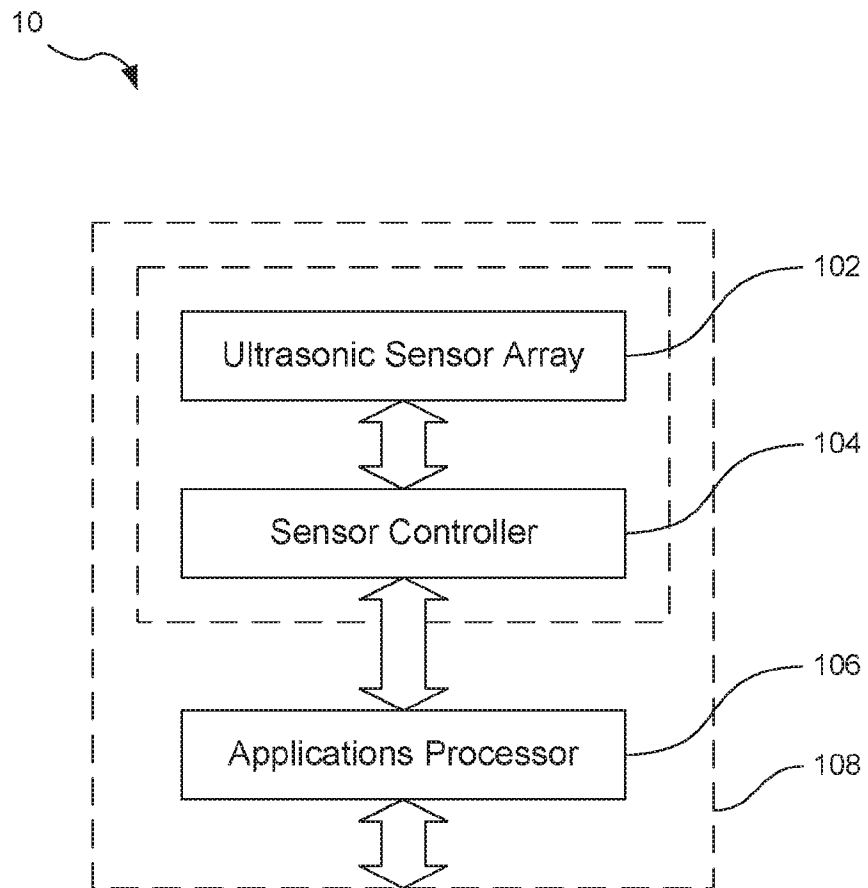 10
102
Ultrasonic Sensor Array
104
Sensor Controller
106
Applications Processor
108